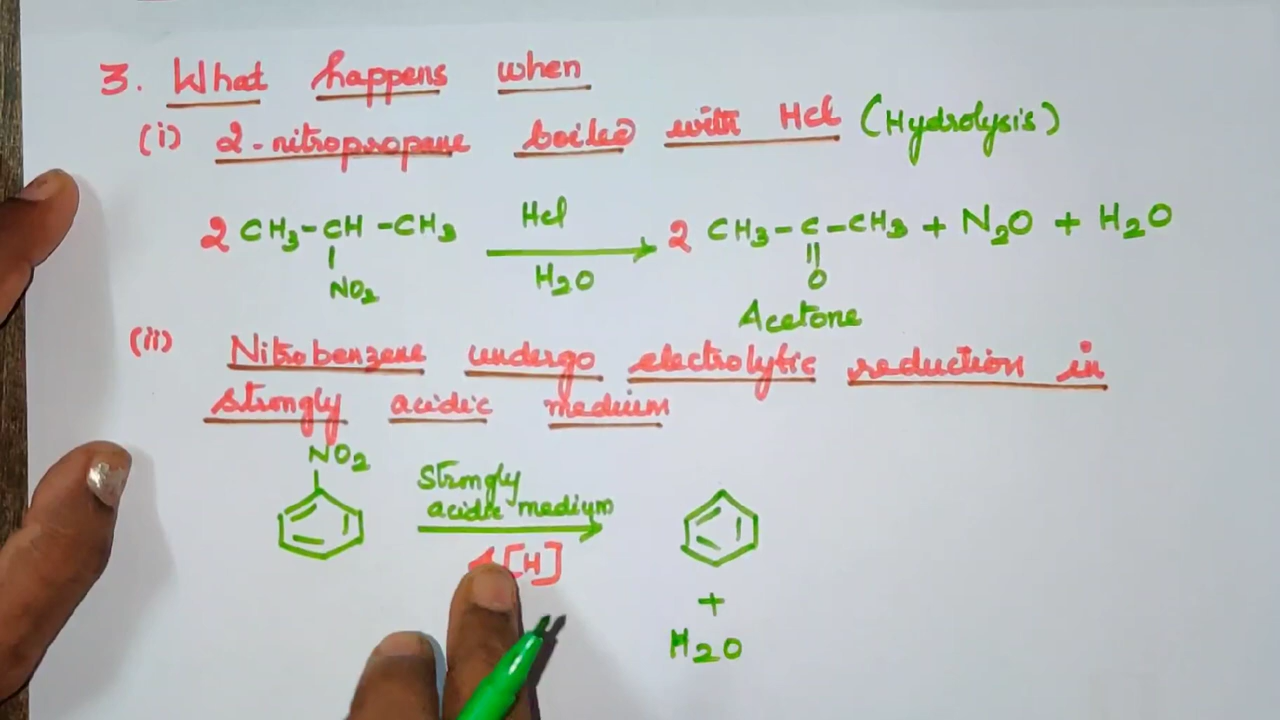 3. What happens when
(i) 2-nitropropane boiled with HCl (Hydrolysis)
2 CH₃-CH-CH₃ HCl H₂O 2 CH₃-C-CH₃ + N₂O + H₂O
NO₂ O
Acetone
(ii) Nitrobenzene undergo electrolytic reduction in
strongly acidic medium
NO₂ Strongly
acidic medium
[H]
+
H₂O